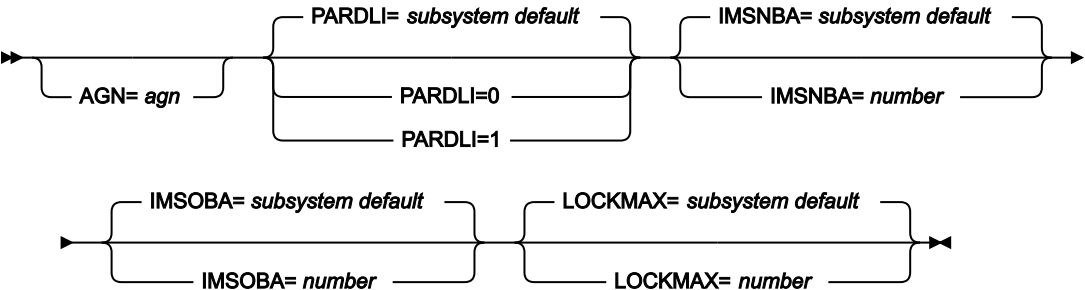 PARDLI= subsystem default
IMSNBA= subsystem default
AGN= agn
PARDLI=0
IMSNBA= number
PARDLI=1
IMSOBA= subsystem default
LOCKMAX= subsystem default
IMSOBA= number
LOCKMAX= number